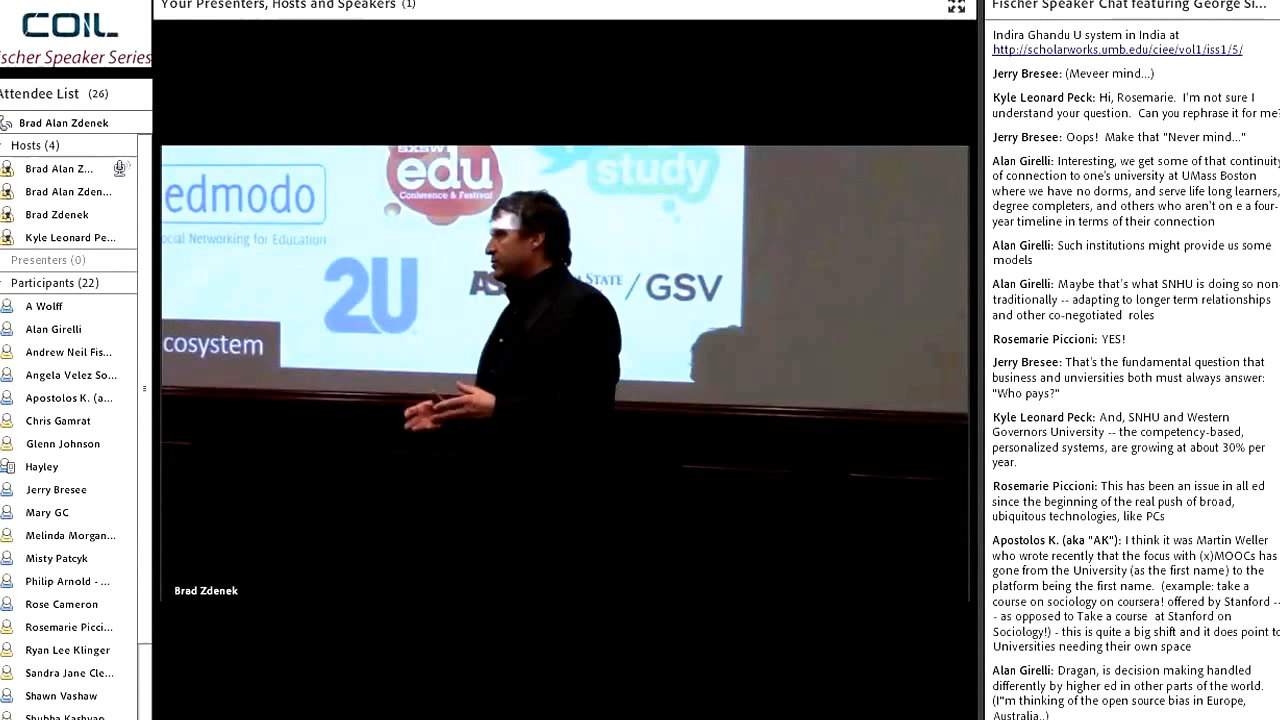 COIL
scher Speaker Series
Attendee List (26)
Brad Alan Zdenek
Hosts (4)
Brad Alan Z...
Brad Alan Zden...
Brad Zdenek
Kyle Leonard Pe...
Presenters (0)
Participants (22)
A Wolff
Alan Girelli
Andrew Neil Fis...
Angela Velez So...
Apostolos K. (a...
Chris Gamrat
Glenn Johnson
Hayley
Jerry Bresee
Mary GC
Melinda Morgan...
Misty Patcyk
Philip Arnold - ...
Rose Cameron
Rosemarie Picci...
Ryan Lee Klinger
Sandra Jane Cle...
Shawn Vashaw
Shubha Kashyap
Your Presenters, Hosts and Speakers (1)
edmodo
ocial Networking for Education
SXSW
edu
Conference & Festival
study
2U
AS
STATE / GSV
cosystem
Brad Zdenek
Fischer Speaker Chat featuring George Si...
Indira Ghandu U system in India at
http://scholarworks.umb.edu/ciee/vol1/iss1/5/
Jerry Bresee: (Meveer mind...)
Kyle Leonard Peck: Hi, Rosemarie. I'm not sure I
understand your question. Can you rephrase it for me?
Jerry Bresee: Oops! Make that "Never mind..."
Alan Girelli: Interesting, we get some of that continuity
of connection to one's university at UMass Boston
where we have no dorms, and serve life long learners,
degree completers, and others who aren't on e a four-
year timeline in terms of their connection
Alan Girelli: Such institutions might provide us some
models
Alan Girelli: Maybe that's what SNHU is doing so non-
traditionally -- adapting to longer term relationships
and other co-negotiated roles
Rosemarie Piccioni: YES!
Jerry Bresee: That's the fundamental question that
business and unviersities both must always answer:
"Who pays?"
Kyle Leonard Peck: And, SNHU and Western
Governors University -- the competency-based,
personalized systems, are growing at about 30% per
year.
Rosemarie Piccioni: This has been an issue in all ed
since the beginning of the real push of broad,
ubiquitous technologies, like PCs
Apostolos K. (aka "AK"): I think it was Martin Weller
who wrote recently that the focus with (x)MOOCs has
gone from the University (as the first name) to the
platform being the first name. (example: take a
course on sociology on coursera! offered by Stanford --
- as opposed to Take a course at Stanford on
Sociology!) - this is quite a big shift and it does point to
Universities needing their own space
Alan Girelli: Dragan, is decision making handled
differently by higher ed in other parts of the world.
(I"m thinking of the open source bias in Europe,
Australia..)